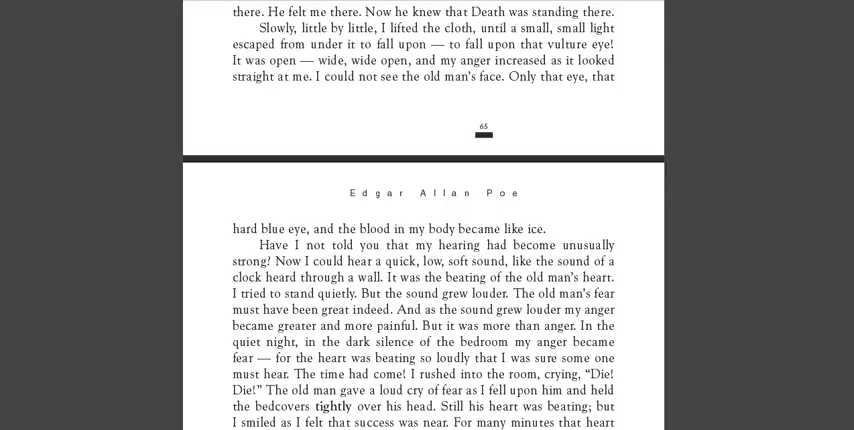 there. He felt me there. Now he knew that Death was standing there.
Slowly, little by little, I lifted the cloth, until a small, small light
escaped from under it to fall upon — to fall upon that vulture eye!
It was open — wide, wide open, and my anger increased as it looked
straight at me. I could not see the old man’s face. Only that eye, that
65
Edgar Allan Poe
hard blue eye, and the blood in my body became like ice.
Have I not told you that my hearing had become unusually
strong? Now I could hear a quick, low, soft sound, like the sound of a
clock heard through a wall. It was the beating of the old man’s heart.
I tried to stand quietly. But the sound grew louder. The old man’s fear
must have been great indeed. And as the sound grew louder my anger
became greater and more painful. But it was more than anger. In the
quiet night, in the dark silence of the bedroom my anger became
fear — for the heart was beating so loudly that I was sure some one
must hear. The time had come! I rushed into the room, crying, “Die!
Die!” The old man gave a loud cry of fear as I fell upon him and held
the bedcovers tightly over his head. Still his heart was beating; but
I smiled as I felt that success was near. For many minutes that heart